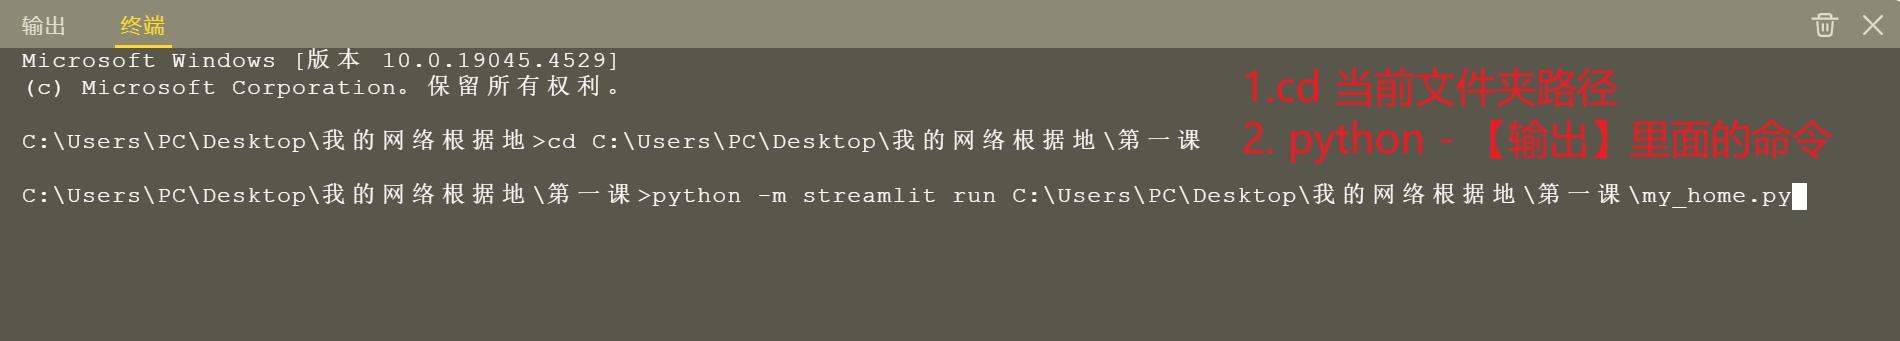 输出 终端
Microsoft Windows [版本 10.0.19045.4529]
(c) Microsoft Corporation。保留所有权利。
1.cd 当前文件夹路径
C:\Users\PC\Desktop\我的网络根据地>cd C:\Users\PC\Desktop\我的网络根据地\第一课
2. python - 【输出】里面的命令
C:\Users\PC\Desktop\我的网络根据地\第一课>python -m streamlit run C:\Users\PC\Desktop\我的网络根据地\第一课\my_home.py